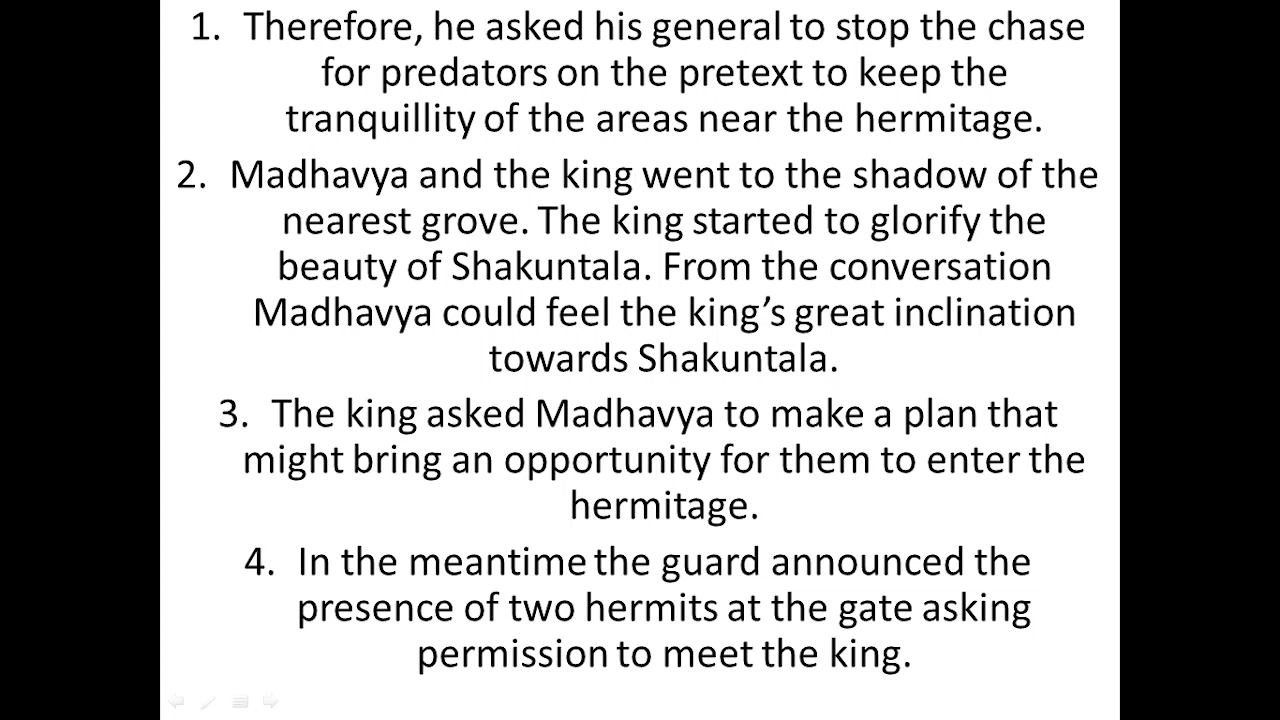 1. Therefore, he asked his general to stop the chase
for predators on the pretext to keep the
tranquillity of the areas near the hermitage.
2. Madhavya and the king went to the shadow of the
nearest grove. The king started to glorify the
beauty of Shakuntala. From the conversation
Madhavya could feel the king’s great inclination
towards Shakuntala.
3. The king asked Madhavya to make a plan that
might bring an opportunity for them to enter the
hermitage.
4. In the meantime the guard announced the
presence of two hermits at the gate asking
permission to meet the king.